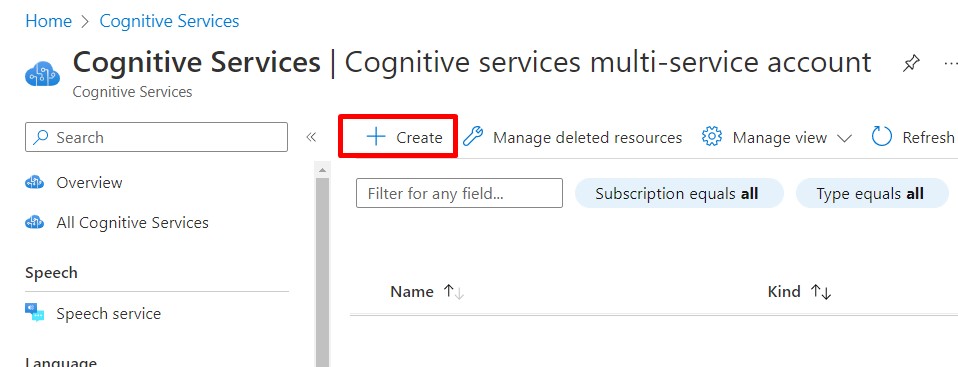 Home > Cognitive Services
Cognitive Services | Cognitive services multi-service account
Cognitive Services
Search
Create Manage deleted resources Manage view Refresh
Overview
Filter for any field... Subscription equals all Type equals all
All Cognitive Services
Speech
Name Kind
Speech service
Language